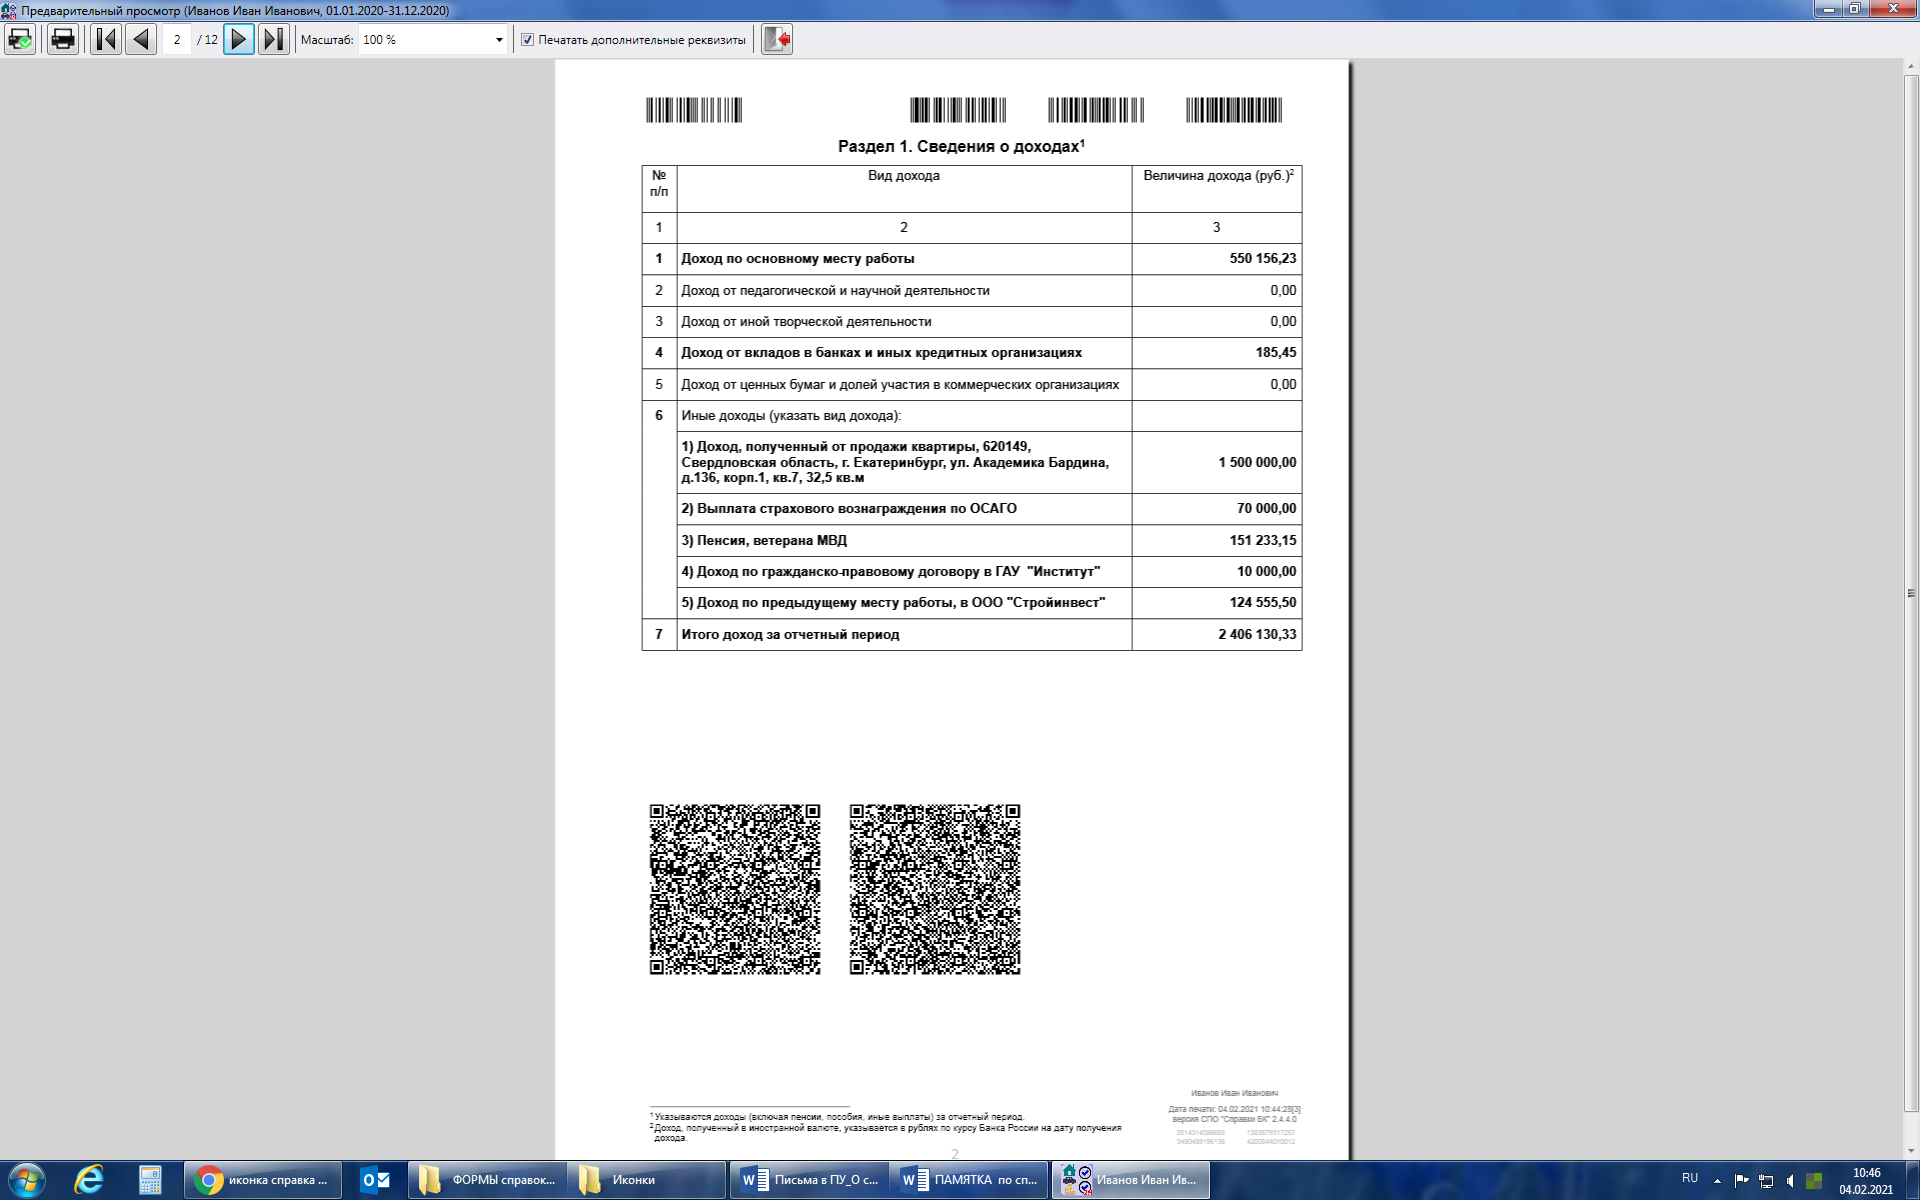 Предварительный просмотр (Иванов Иван Иванович, 01.01.2020-31.12.2020)
2 / 12 Масштаб: 100 % Печатать дополнительные реквизиты
Раздел 1. Сведения о доходах1
№ п/п Вид дохода Величина дохода (руб.)2
1 2 3
1 Доход по основному месту работы 550 156,23
2 Доход от педагогической и научной деятельности 0,00
3 Доход от иной творческой деятельности 0,00
4 Доход от вкладов в банках и иных кредитных организациях 185,45
5 Доход от ценных бумаг и долей участия в коммерческих организациях 0,00
6 Иные доходы (указать вид дохода):
1) Доход, полученный от продажи квартиры, 620149,
Свердловская область, г. Екатеринбург, ул. Академика Бардина, 1 500 000,00
д.136, корп.1, кв.7, 32,5 кв.м
2) Выплата страхового вознаграждения по ОСАГО 70 000,00
3) Пенсия, ветерана МВД 151 233,15
4) Доход по гражданско-правовому договору в ГАУ "Институт" 10 000,00
5) Доход по предыдущему месту работы, в ООО "Стройинвест" 124 555,50
7 Итого доход за отчетный период 2 406 130,33
Иванов Иван Иванович
Дата печати: 04.02.2021 10:44:28[3]
версия СПО "Справки БК" 2.4.4.0
1 Указываются доходы (включая пенсии, пособия, иные выплаты) за отчетный период.
2 Доход, полученный в иностранной валюте, указывается в рублях по курсу Банка России на дату получения
дохода.
2
иконка справка ... ФОРМЫ справок... Иконки Письма в ПУ_О с... ПАМЯТКА по сп... Иванов Иван Ив... RU 10:46
04.02.2021